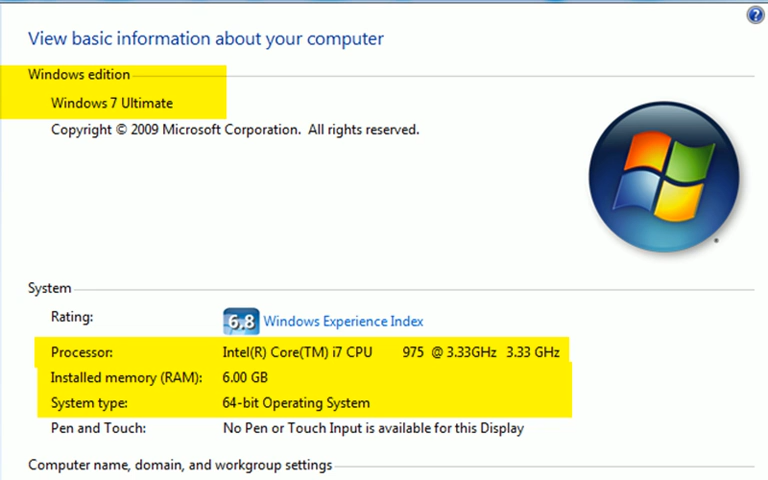 View basic information about your computer
Windows edition
Windows 7 Ultimate
Copyright © 2009 Microsoft Corporation. All rights reserved.
System
Rating: 6.8 Windows Experience Index
Processor: Intel(R) Core(TM) i7 CPU 975 @ 3.33GHz 3.33 GHz
Installed memory (RAM): 6.00 GB
System type: 64-bit Operating System
Pen and Touch: No Pen or Touch Input is available for this Display
Computer name, domain, and workgroup settings